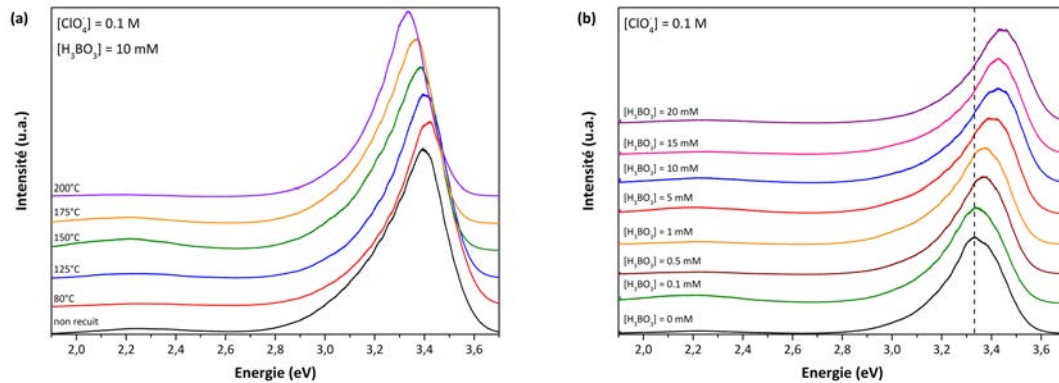 (a)
[ClO₄⁻] = 0.1 M
[H₃BO₃] = 10 mM
Intensité (u.a.)
200°C
175°C
150°C
125°C
80°C
non recuit
2,0 2,2 2,4 2,6 2,8 3,0 3,2 3,4 3,6
Energie (eV)
(b)
[ClO₄⁻] = 0.1 M
Intensité (u.a.)
[H₃BO₃] = 20 mM
[H₃BO₃] = 15 mM
[H₃BO₃] = 10 mM
[H₃BO₃] = 5 mM
[H₃BO₃] = 1 mM
[H₃BO₃] = 0.5 mM
[H₃BO₃] = 0.1 mM
[H₃BO₃] = 0 mM
2,0 2,2 2,4 2,6 2,8 3,0 3,2 3,4 3,6
Energie (eV)